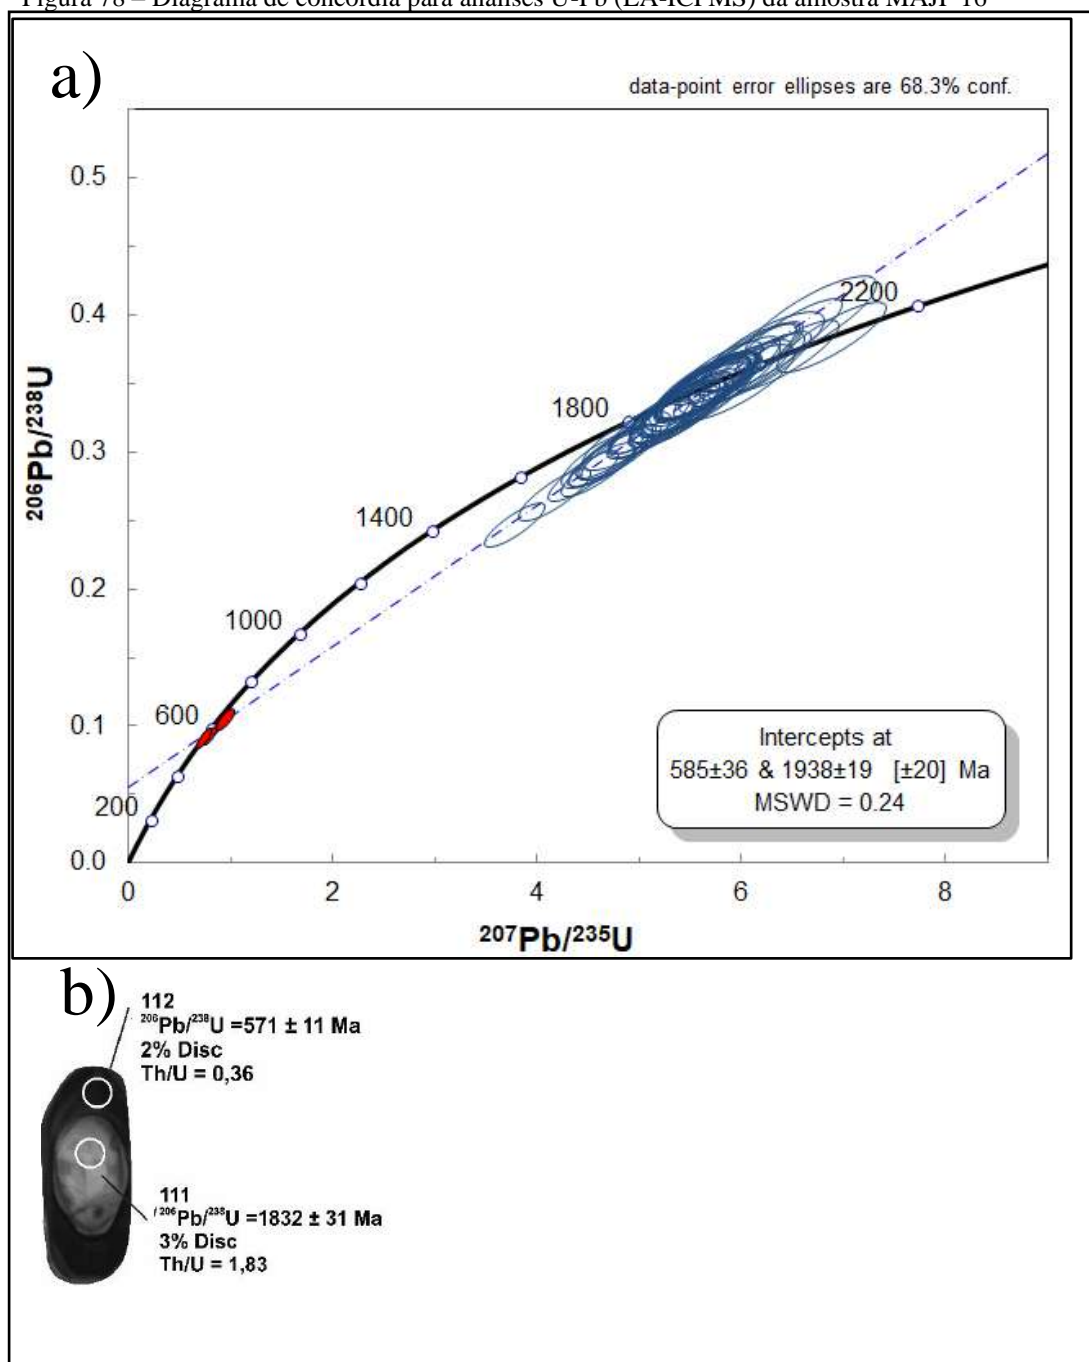 Figura 78 – Diagrama de concórdia para análises U-Pb (LA-ICPMS) da amostra MAJP 16
a)
data-point error ellipses are 68.3% conf.
0.5
0.4
0.3
0.2
0.1
0.0
206Pb/238U
2200
1800
1400
1000
600
200
Intercepts at
585±36 & 1938±19 [±20] Ma
MSWD = 0.24
0 2 4 6 8
207Pb/235U
b)
112
206Pb/238U =571 ± 11 Ma
2% Disc
Th/U = 0,36
111
206Pb/238U =1832 ± 31 Ma
3% Disc
Th/U = 1,83